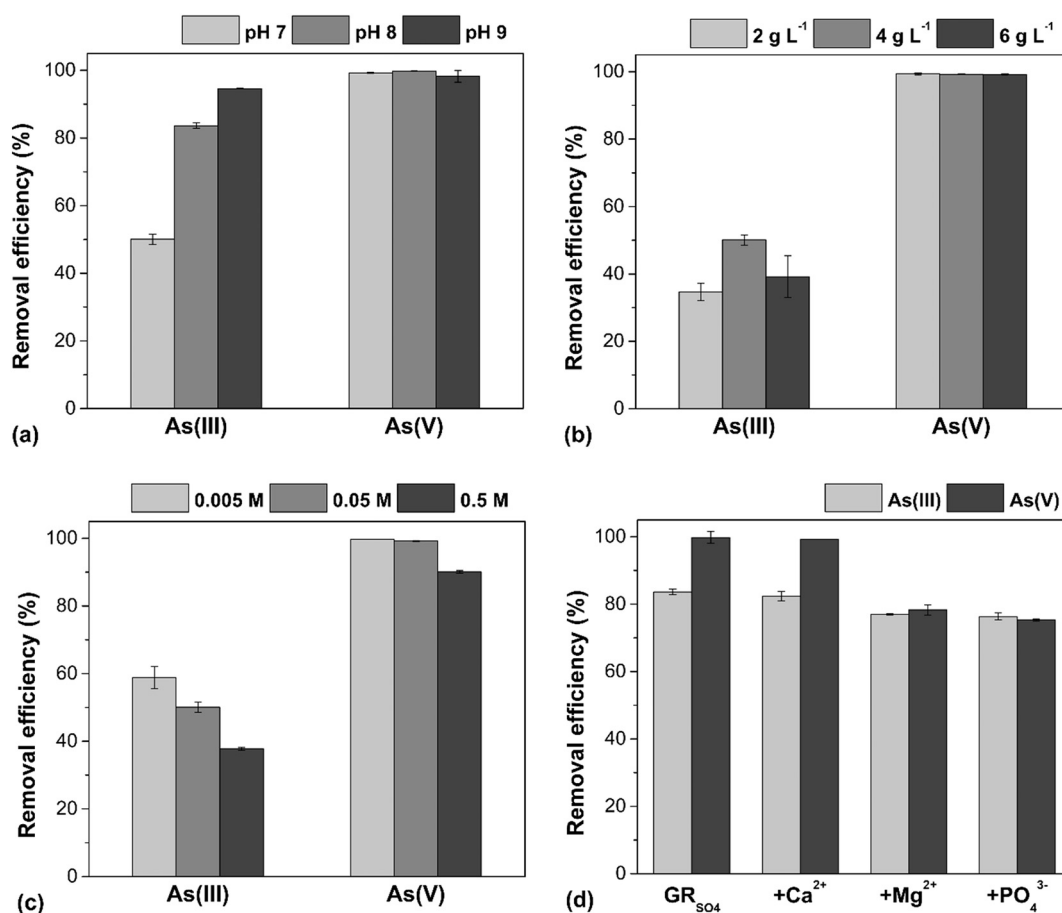 pH 7 pH 8 pH 9
Removal efficiency (%)
100
80
60
40
20
0
As(III) As(V)
(a)
2 g L⁻¹ 4 g L⁻¹ 6 g L⁻¹
Removal efficiency (%)
100
80
60
40
20
0
As(III) As(V)
(b)
0.005 M 0.05 M 0.5 M
Removal efficiency (%)
100
80
60
40
20
0
As(III) As(V)
(c)
As(III) As(V)
Removal efficiency (%)
100
80
60
40
20
0
GR_SO4 +Ca²⁺ +Mg²⁺ +PO₄³⁻
(d)